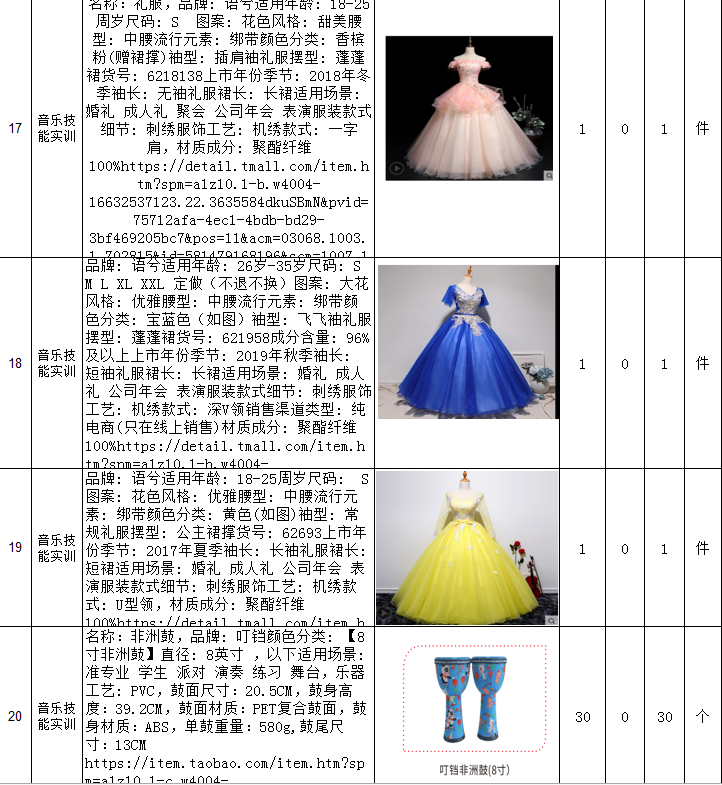 名称: 礼服, 品牌: 语兮适用年龄: 18-25
周岁尺码: S 图案: 花色风格: 甜美腰
型: 中腰流行元素: 绑带颜色分类: 香槟
粉(赠裙撑)袖型: 插肩袖礼服摆型: 蓬蓬
裙货号: 6218138上市年份季节: 2018年冬
季袖长: 无袖礼服裙长: 长裙适用场景:
婚礼 成人礼 聚会 公司年会 表演服装款式
细节: 刺绣服饰工艺: 机绣款式: 一字
肩, 材质成分: 聚酯纤维
100%https://detail.tmall.com/item.h
tm?spm=a1z10.1-b.w4004-
16632537123.22.3635584dkuSBmN&pvid=
75712afa-4ec1-4bdb-bd29-
3bf469205bc7&pos=11&acm=03068.1003.
17
音乐技
能实训
1
0
1
件
品牌: 语兮适用年龄: 26岁-35岁尺码: S
M L XL XXL 定做（不退不换）图案: 大花
风格: 优雅腰型: 中腰流行元素: 绑带颜
色分类: 宝蓝色（如图）袖型: 飞飞袖礼服
摆型: 蓬蓬裙货号: 621958成分含量: 96%
及以上上市年份季节: 2019年秋季袖长:
短袖礼服裙长: 长裙适用场景: 婚礼 成人
礼 公司年会 表演服装款式细节: 刺绣服饰
工艺: 机绣款式: 深V领销售渠道类型: 纯
电商(只在线上销售)材质成分: 聚酯纤维
100%https://detail.tmall.com/item.h
tm?spm=a1z10.1-b.w4004-
18
音乐技
能实训
1
0
1
件
品牌: 语兮适用年龄: 18-25周岁尺码: S
图案: 花色风格: 优雅腰型: 中腰流行元
素: 绑带颜色分类: 黄色(如图)袖型: 常
规礼服摆型: 公主裙撑货号: 62693上市年
份季节: 2017年夏季袖长: 长袖礼服裙长:
短裙适用场景: 婚礼 成人礼 公司年会 表
演服装款式细节: 刺绣服饰工艺: 机绣款
式: U型领, 材质成分: 聚酯纤维
100%https://detail.tmall.com/item.h
19
音乐技
能实训
1
0
1
件
名称: 非洲鼓, 品牌: 叮铛颜色分类: 【8
寸非洲鼓】直径: 8英寸 , 以下适用场景:
准专业 学生 派对 演奏 练习 舞台, 乐器
工艺: PVC, 鼓面尺寸: 20.5CM, 鼓身高
度: 39.2CM, 鼓面材质: PET复合鼓面, 鼓
身材质: ABS, 单鼓重量: 580g,鼓尾尺
寸: 13CM
https://item.taobao.com/item.htm?sp
m=a1z10.1-c.w4004-
20
音乐技
能实训
叮铛非洲鼓(8寸)
30
0
30
个